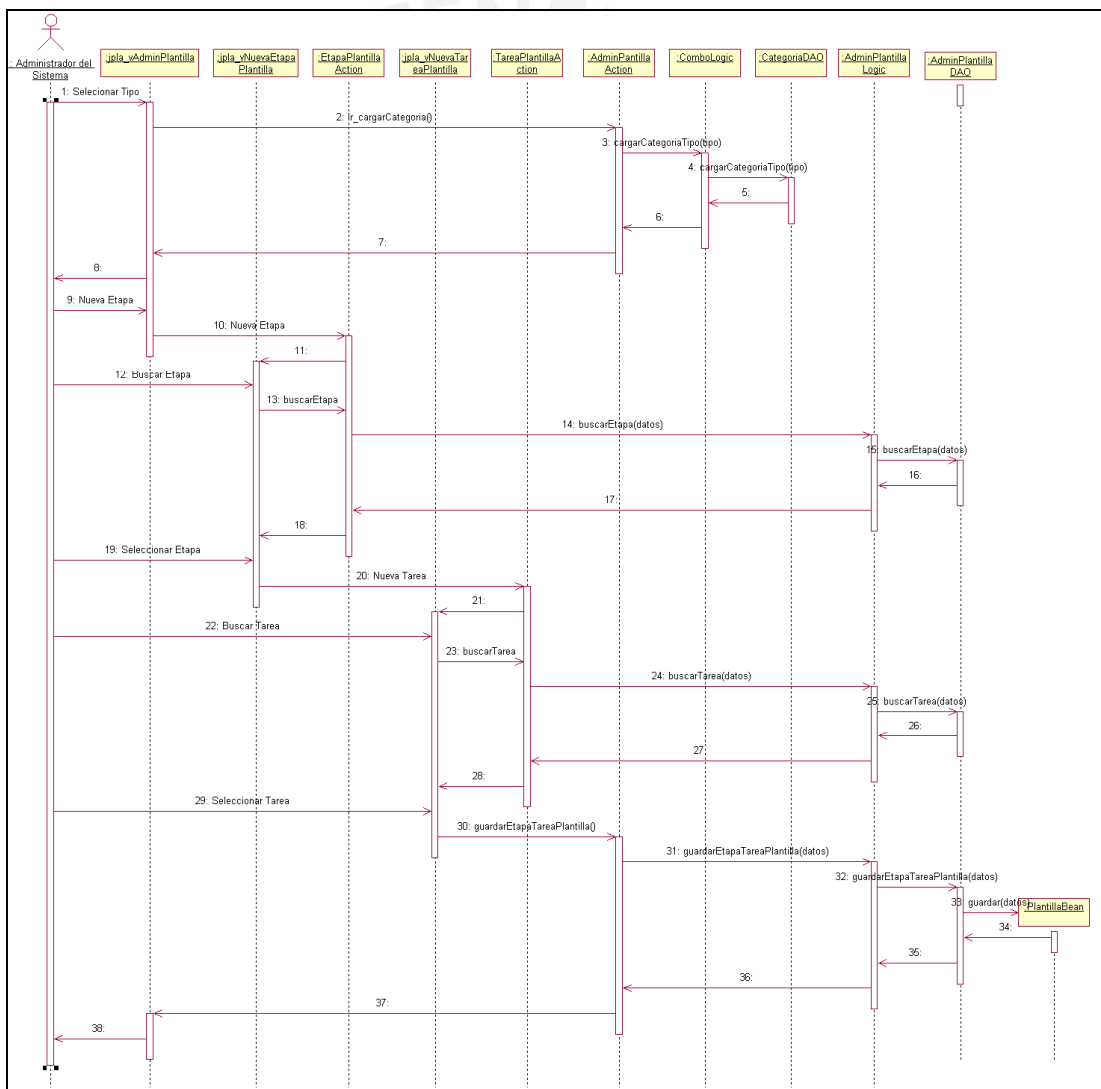 TEN
: Administrador del
Sistema
:jpla_vAdminPlantilla
:jpla_vNuevaEtapa
Plantilla
:EtapaPlantilla
Action
:jpla_vNuevaTar
eaPlantilla
:TareaPlantillaA
ction
:AdminPantilla
Action
:ComboLogic
:CategoriaDAO
:AdminPlantilla
Logic
:AdminPlantilla
DAO
1: Selecionar Tipo
2: Ir_cargarCategoria()
3: cargarCategoriaTipo(tipo)
4: cargarCategoriaTipo(tipo)
5:
6:
7:
8:
9: Nueva Etapa
10: Nueva Etapa
11:
12: Buscar Etapa
13: buscarEtapa
14: buscarEtapa(datos)
15: buscarEtapa(datos)
16:
17:
18:
19: Seleccionar Etapa
20: Nueva Tarea
21:
22: Buscar Tarea
23: buscarTarea
24: buscarTarea(datos)
25: buscarTarea(datos)
26:
27:
28:
29: Seleccionar Tarea
30: guardarEtapaTareaPlantilla()
31: guardarEtapaTareaPlantilla(datos)
32: guardarEtapaTareaPlantilla(datos)
33: guardar(datos)
:PlantillaBean
34:
35:
36:
37:
38: